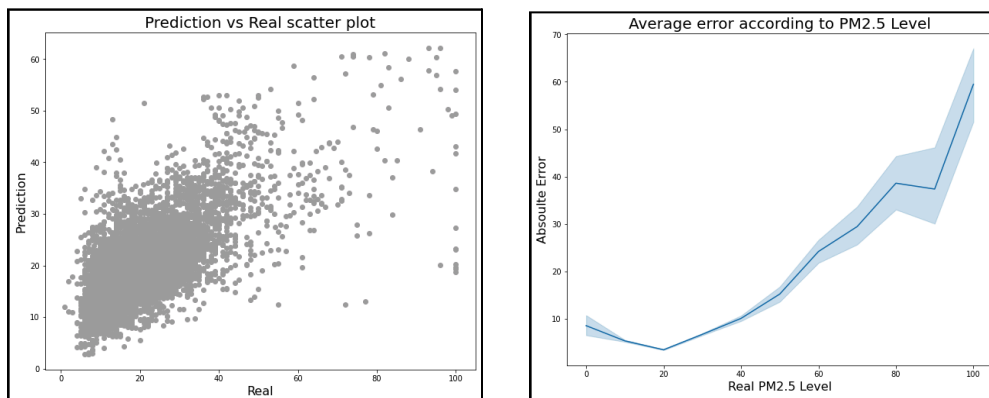 Prediction vs Real scatter plot
60
50
40
30
20
10
0
Prediction
0 20 40 60 80 100
Real
Average error according to PM2.5 Level
70
60
50
40
30
20
10
Absoulte Error
0 20 40 60 80 100
Real PM2.5 Level